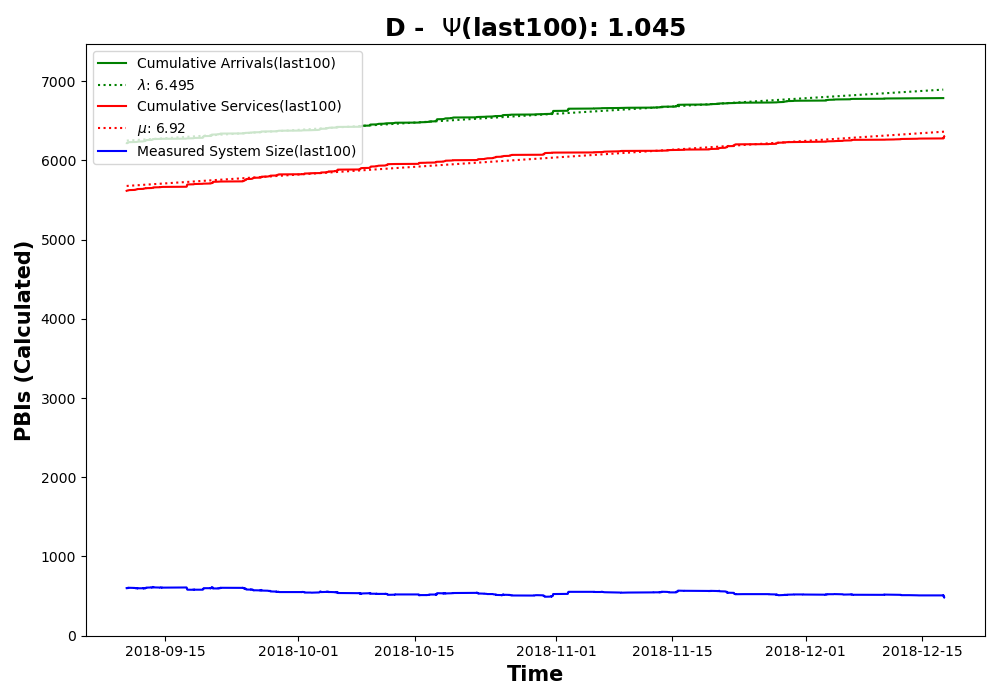 D -  Ψ(last100): 1.045
Cumulative Arrivals(last100)
λ: 6.495
Cumulative Services(last100)
μ: 6.92
Measured System Size(last100)
7000
6000
5000
4000
3000
2000
1000
0
PBIs (Calculated)
2018-09-15 2018-10-01 2018-10-15 2018-11-01 2018-11-15 2018-12-01 2018-12-15
Time